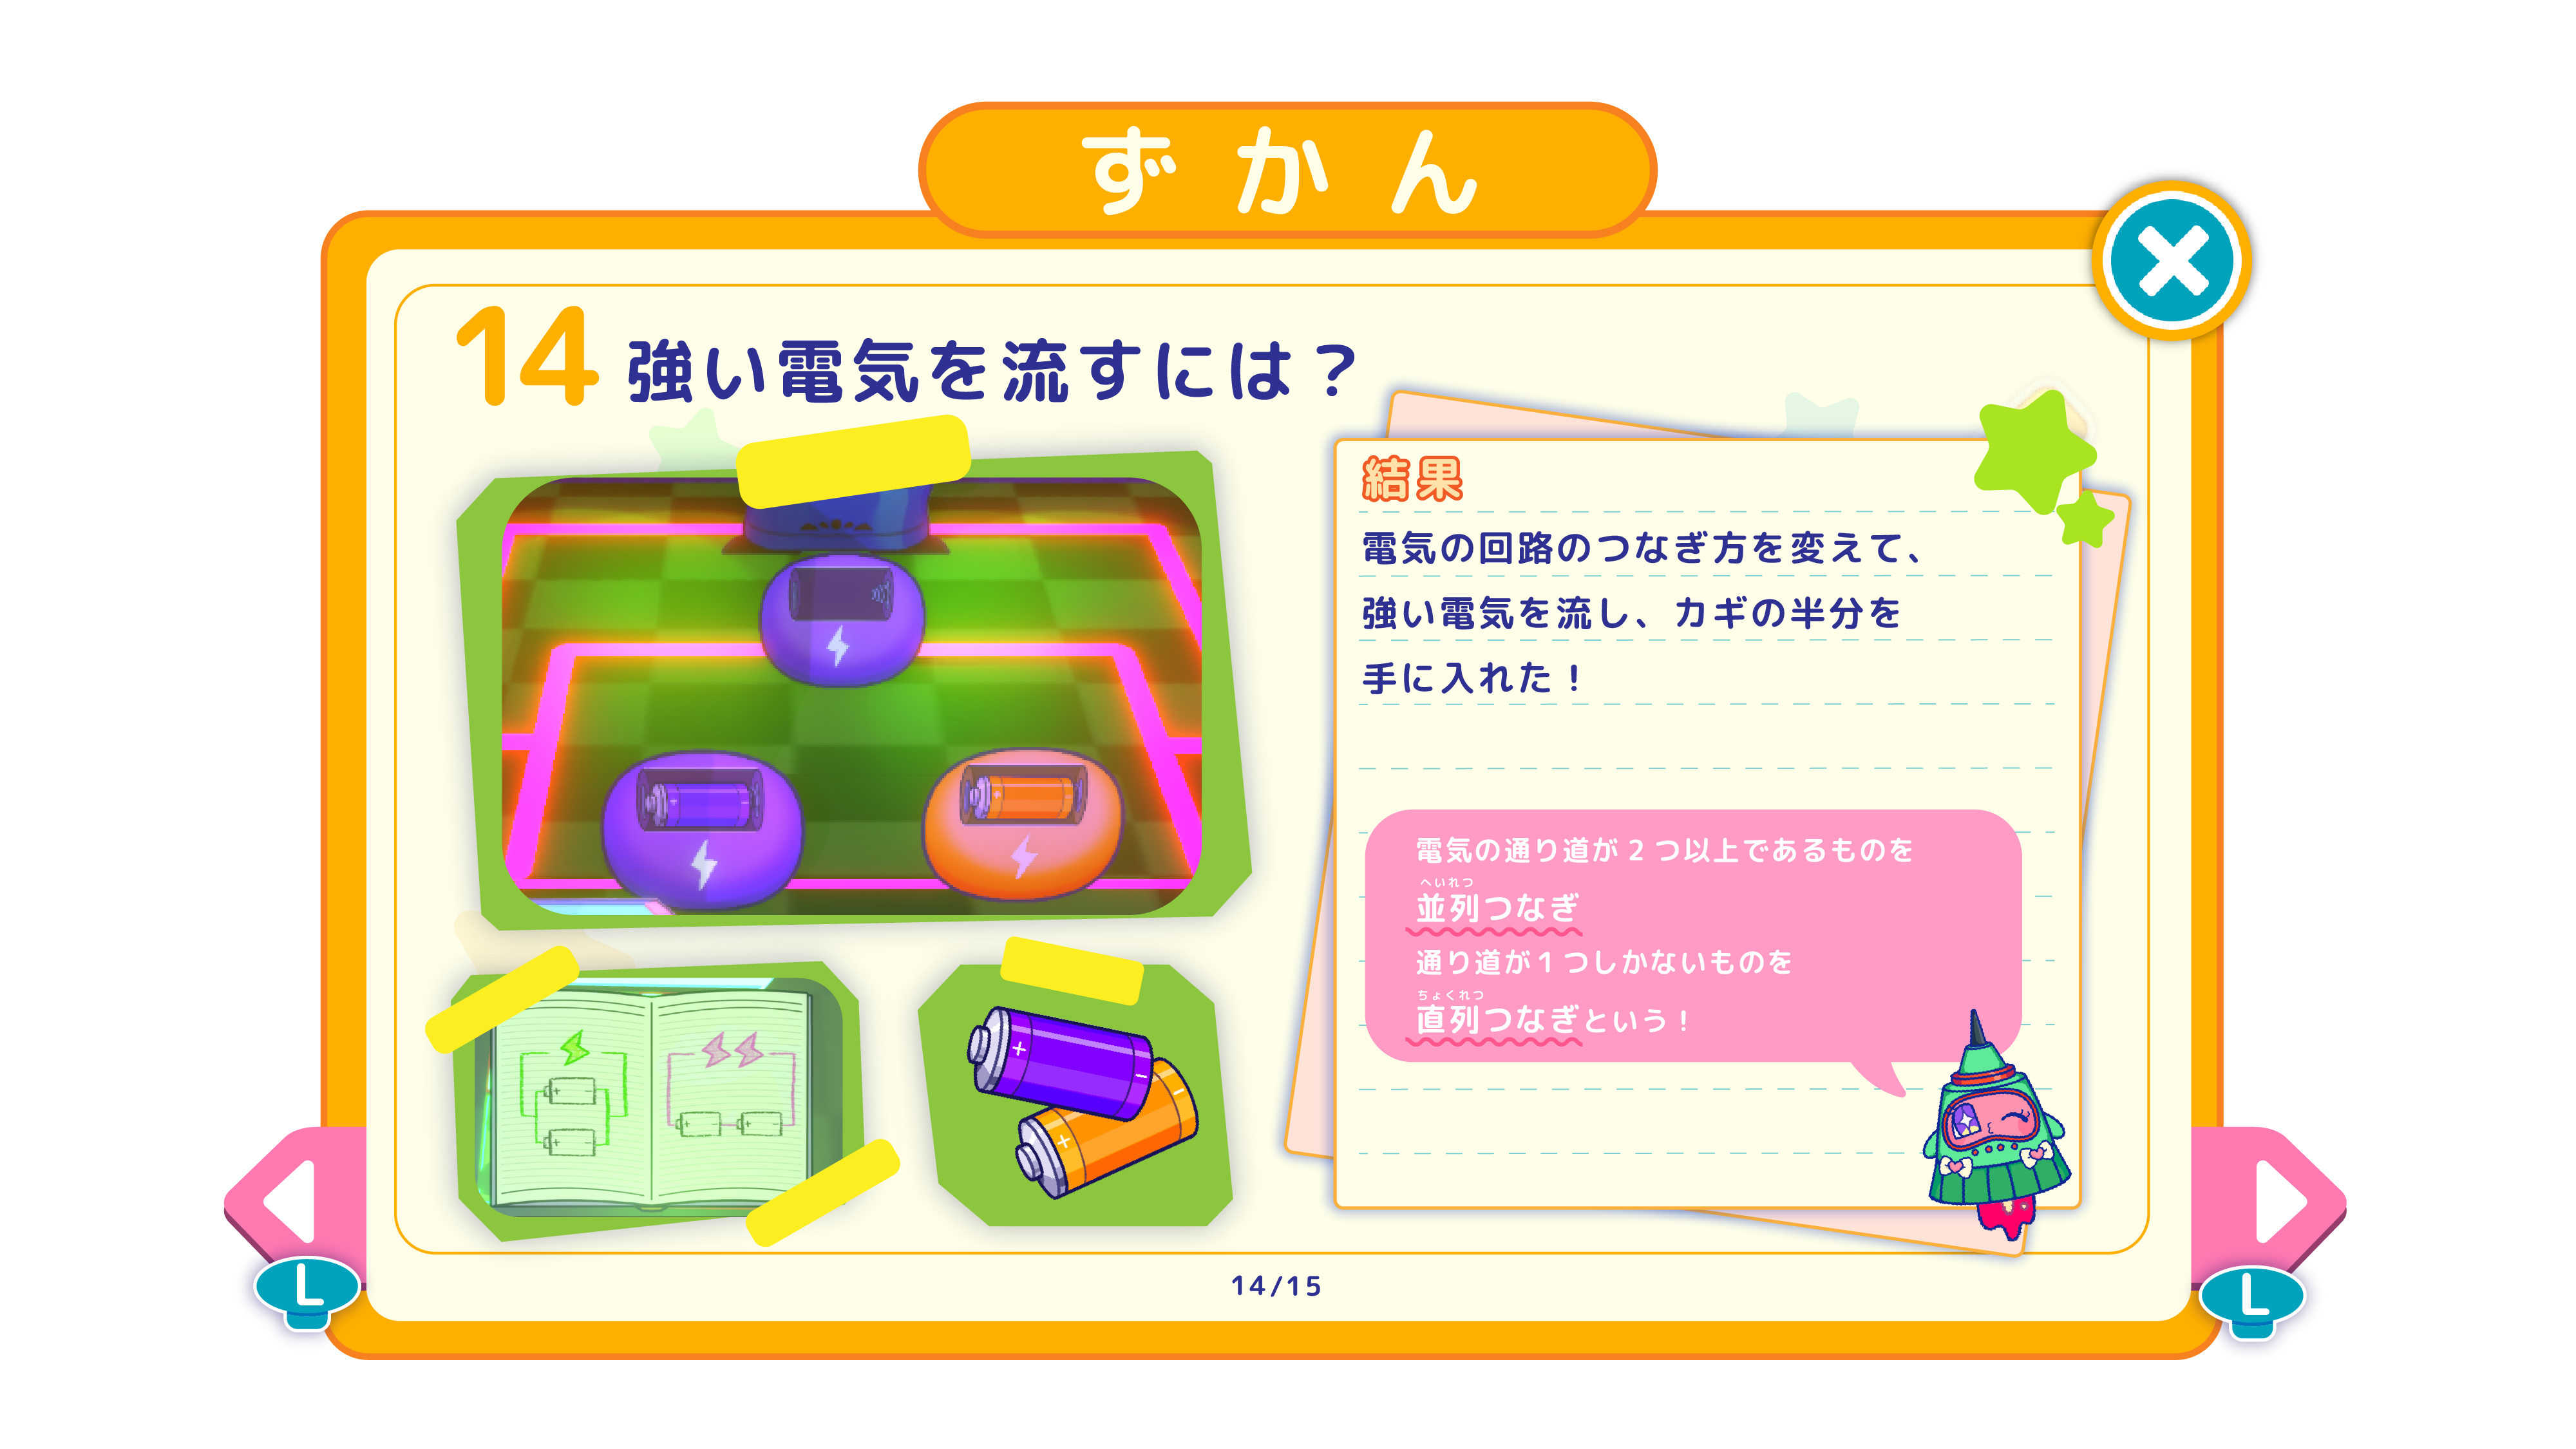 ずかん
14 強い電気を流すには？
結果
電気の回路のつなぎ方を変えて、
強い電気を流し、カギの半分を
手に入れた！
電気の通り道が2つ以上であるものを
へいれつ
並列つなぎ
通り道が1つしかないものを
ちょくれつ
直列つなぎという！
+
-
+
-
L
14/15
L